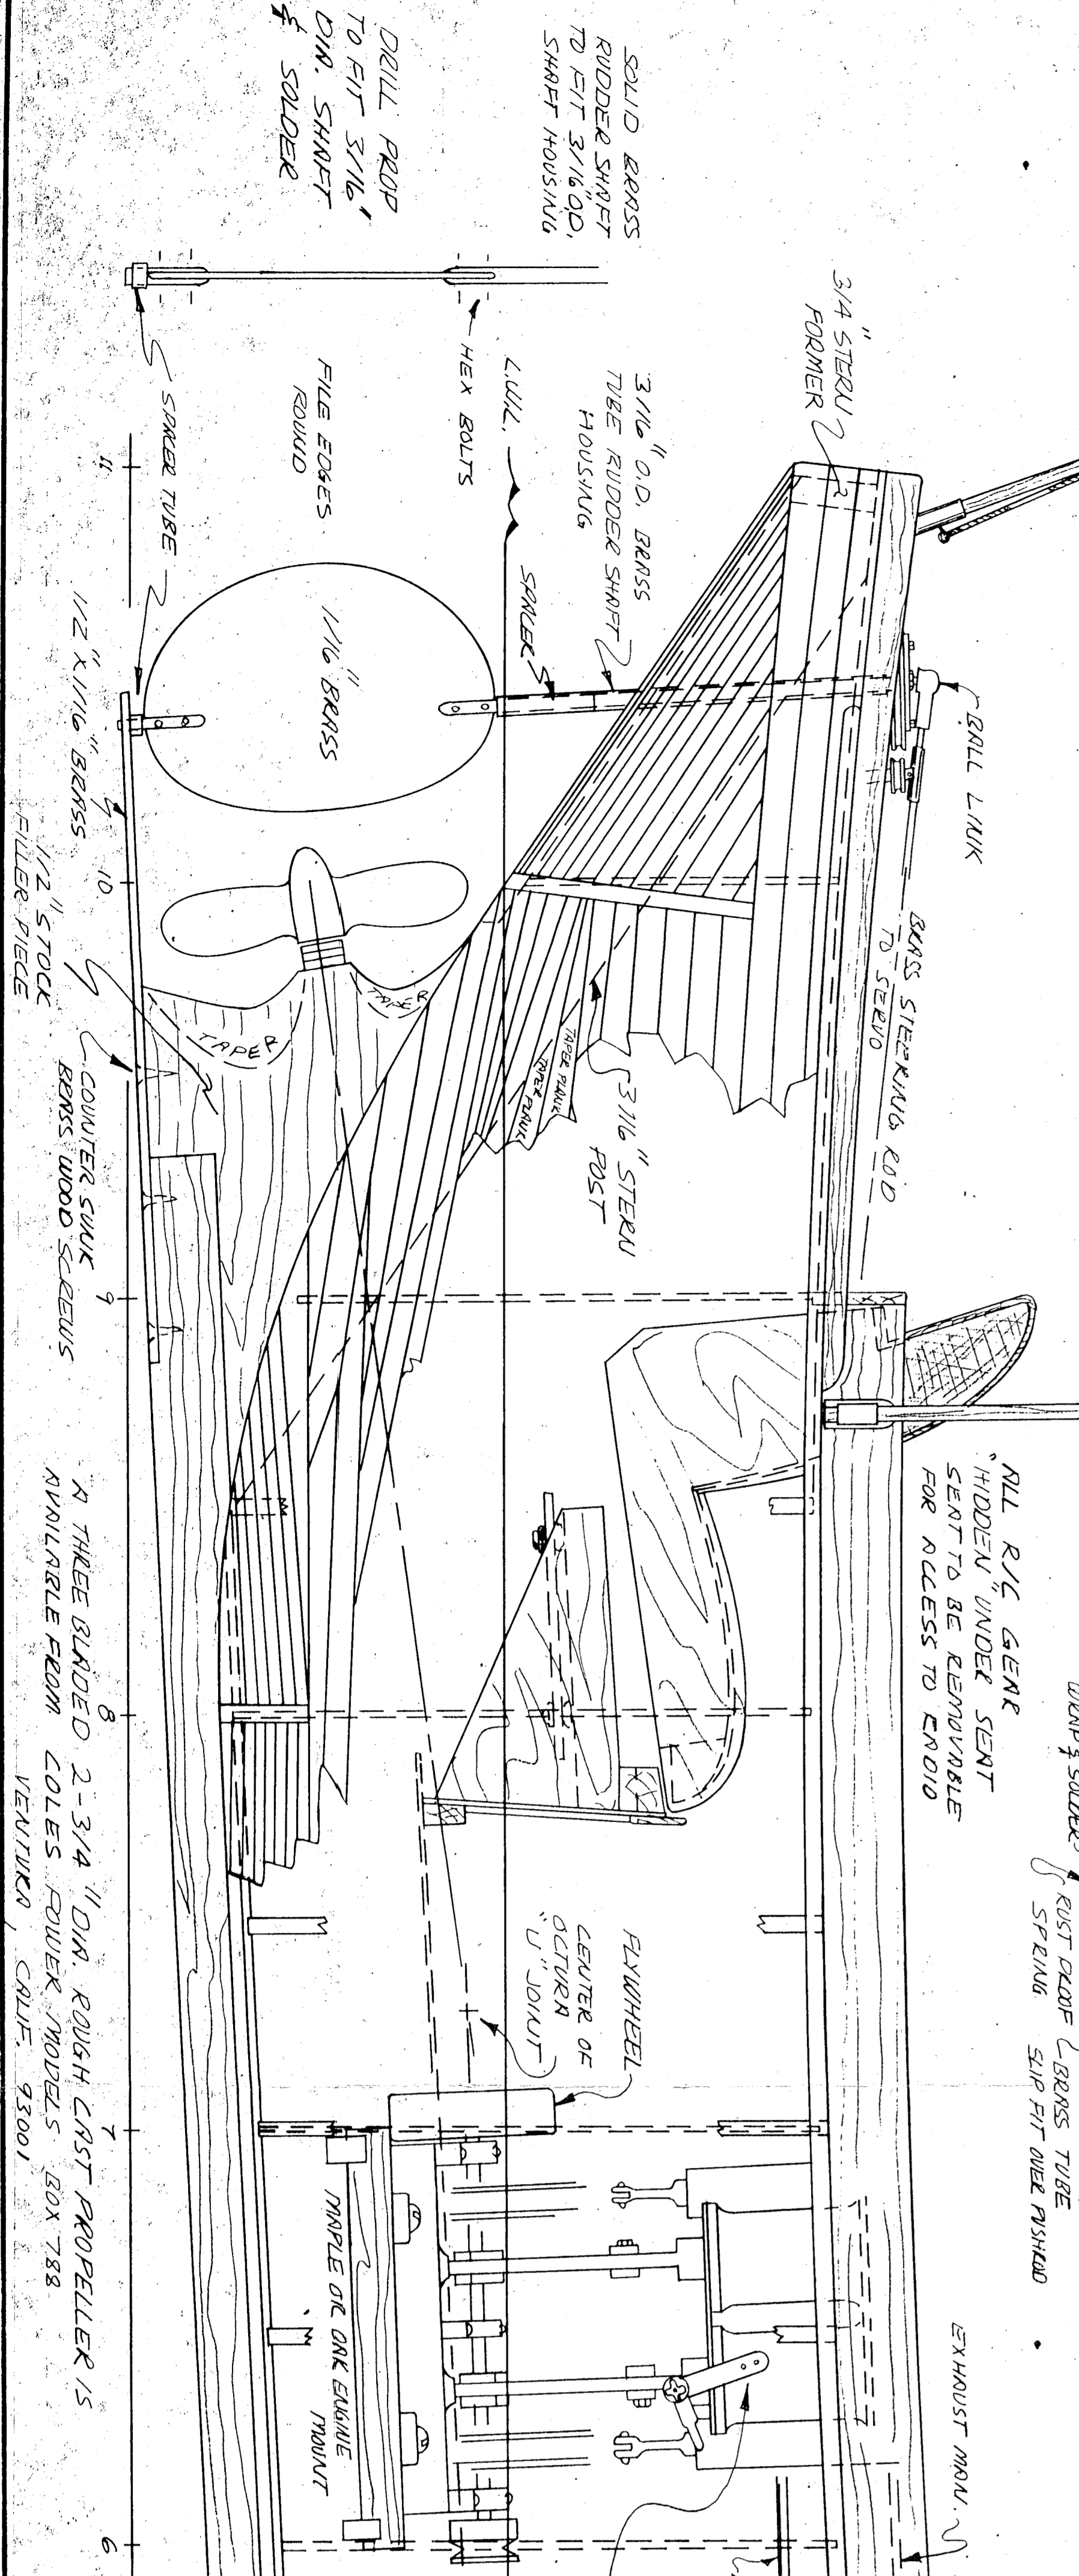 SOLID BRASS
RUDDER SHAFT
TO FIT 3/16" O.D.
SHAFT HOUSING
DRILL PROP
TO FIT 3/16"
DIA. SHAFT
& SOLDER
3/4" STERN
FORMER
3/16" O.D. BRASS
TUBE RUDDER SHAFT
HOUSING
L.W.L.
HEX BOLTS
FILE EDGES
ROUND
SPACER TUBE
SPACER
BALL LINK
1/16" BRASS
1/2" X 1/16" BRASS
BRASS STEERING ROD
TO SERVO
3/16" STERN
POST
TAPER PLANK
TAPER PLANK
TAPER
TAPER
1/2" STOCK
FILLER PIECE
COUNTER SUNK
BRASS WOOD SCREWS
11
10
9
8
7
6
ALL R/C GEAR
"HIDDEN" UNDER SEAT
SEAT TO BE REMOVABLE
FOR ACCESS TO RADIO
WRAP & SOLDER
RUST PROOF
SPRING
BRASS TUBE
SLIP FIT OVER PUSHROD
FLYWHEEL
CENTER OF
OCTURA
"U" JOINT
EXHAUST MAN.
MAPLE OR OAK ENGINE
MOUNT
A THREE BLADED 2-3/4" DIA. ROUGH CAST PROPELLER IS
AVAILABLE FROM COLES POWER MODELS BOX 788
VENTURA, CALIF. 93001